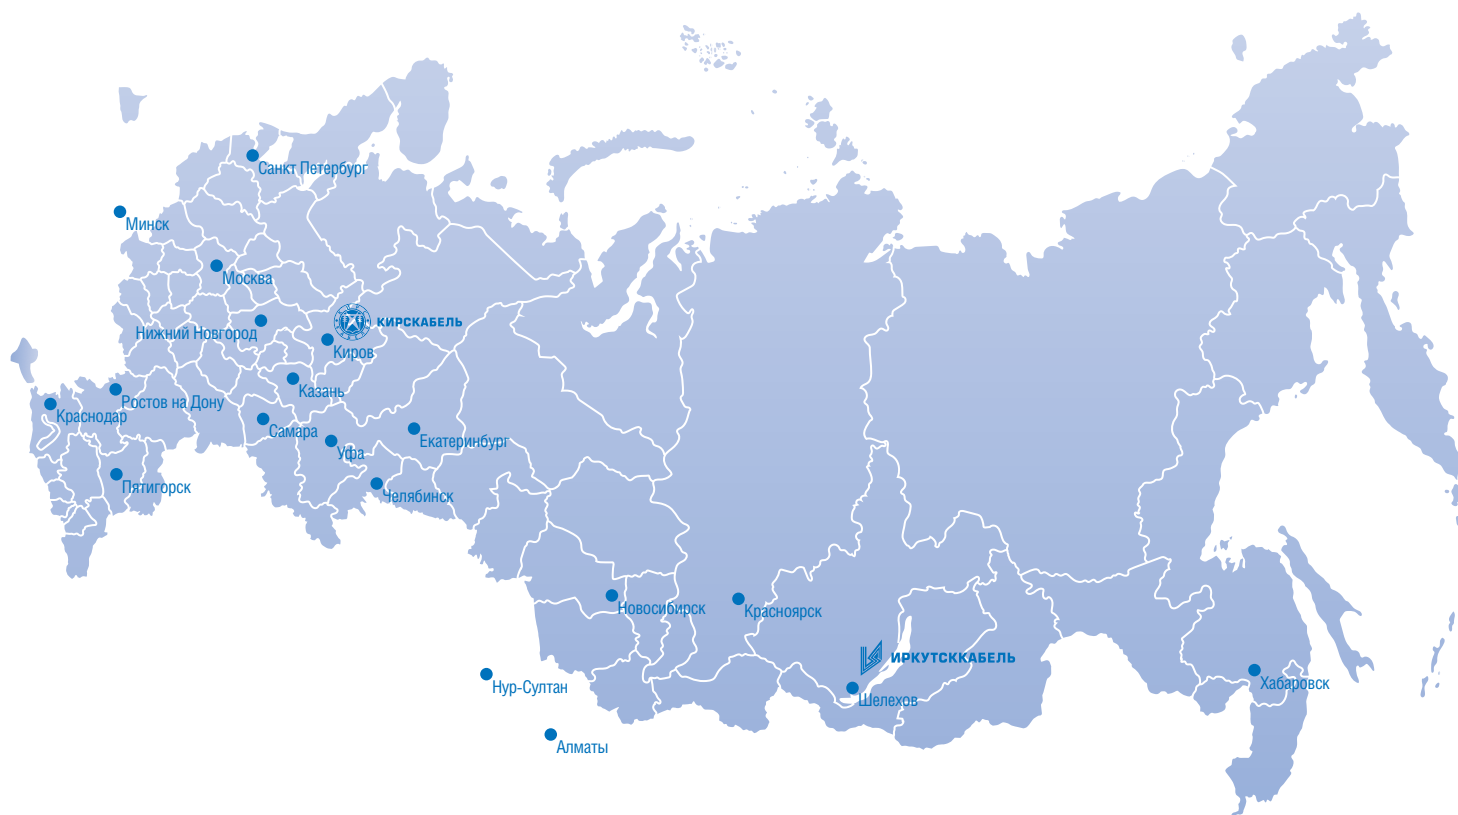 Санкт Петербург
Минск
Москва
КИРСКАБЕЛЬ
Нижний Новгород
Киров
Казань
Ростов на Дону
Краснодар
Самара
Екатеринбург
Уфа
Пятигорск
Челябинск
Новосибирск
Красноярск
ИРКУТСККАБЕЛЬ
Хабаровск
Нур-Султан
Шелехов
Алматы